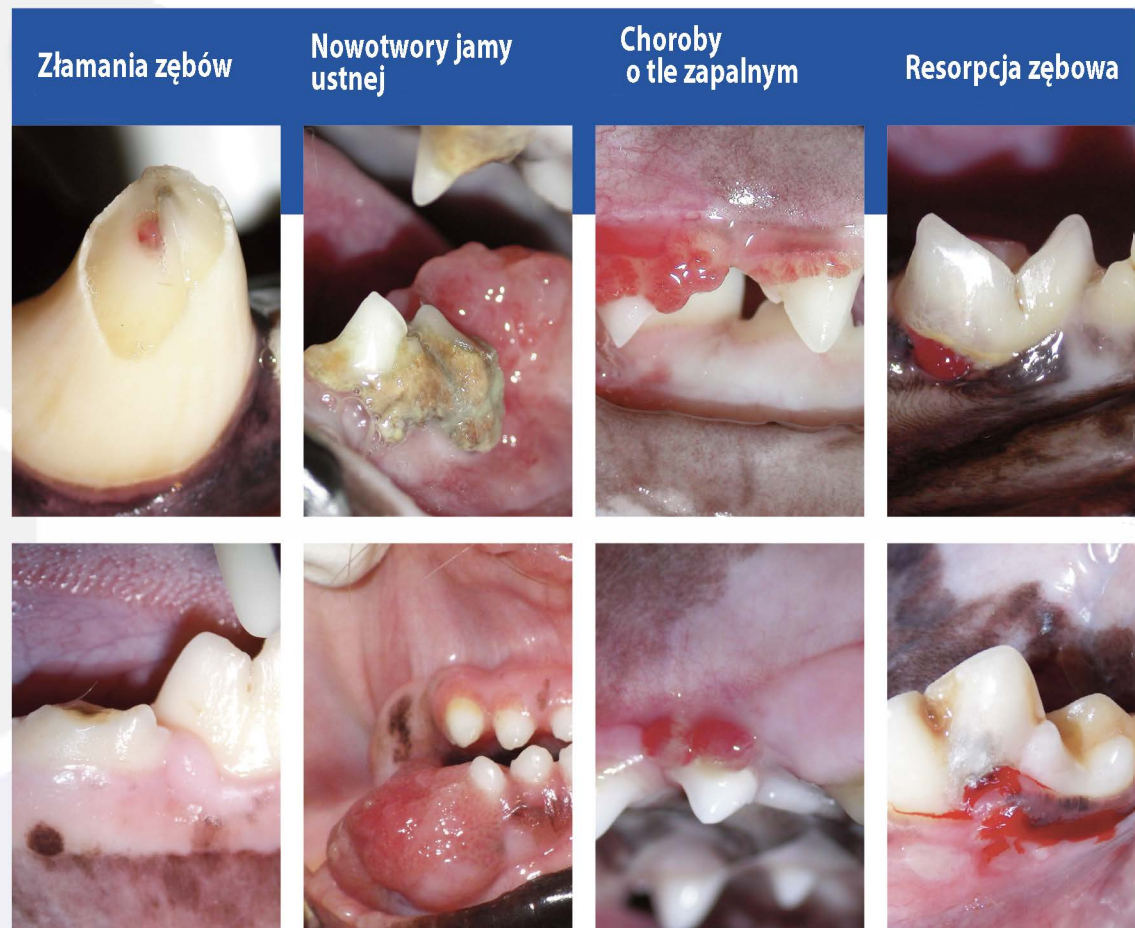 Złamania zębów
Nowotwory jamy
ustnej
Choroby
o tle zapalnym
Resorpcja zębowa